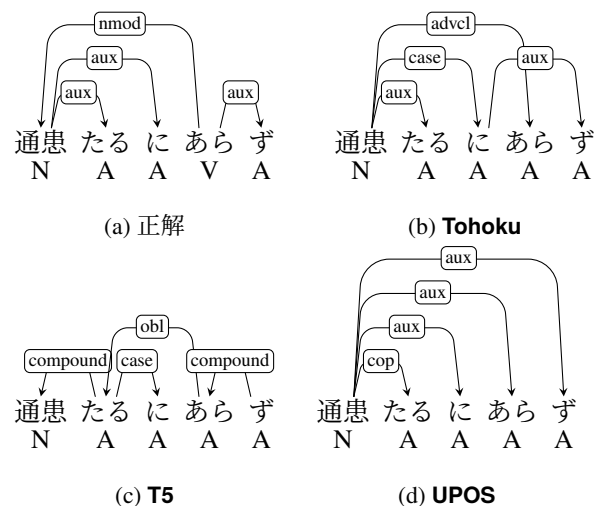 nmod
aux
aux
aux
通患 たる に あら ず
N A A V A
(a) 正解
advcl
case
aux
aux
通患 たる に あら ず
N A A A A
(b) Tohoku
obl
compound case compound
通患 たる に あら ず
N A A A A
(c) T5
aux
aux
aux
cop
通患 たる に あら ず
N A A A A
(d) UPOS